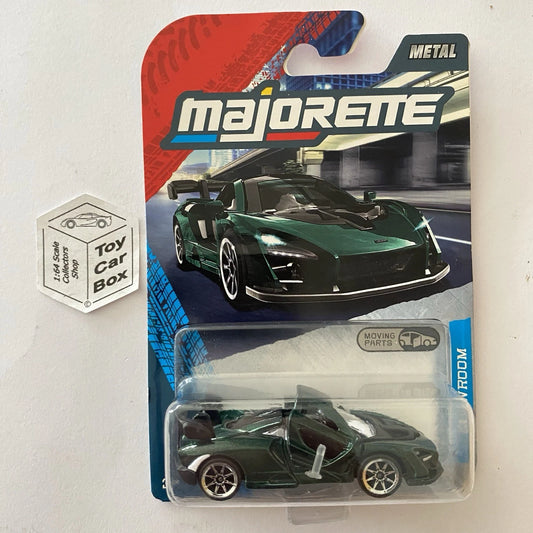 METAL
majorette
MOVING
PARTS
WROOM
1:64 Scale
Collectors
Shop
Toy
Car
Box
©